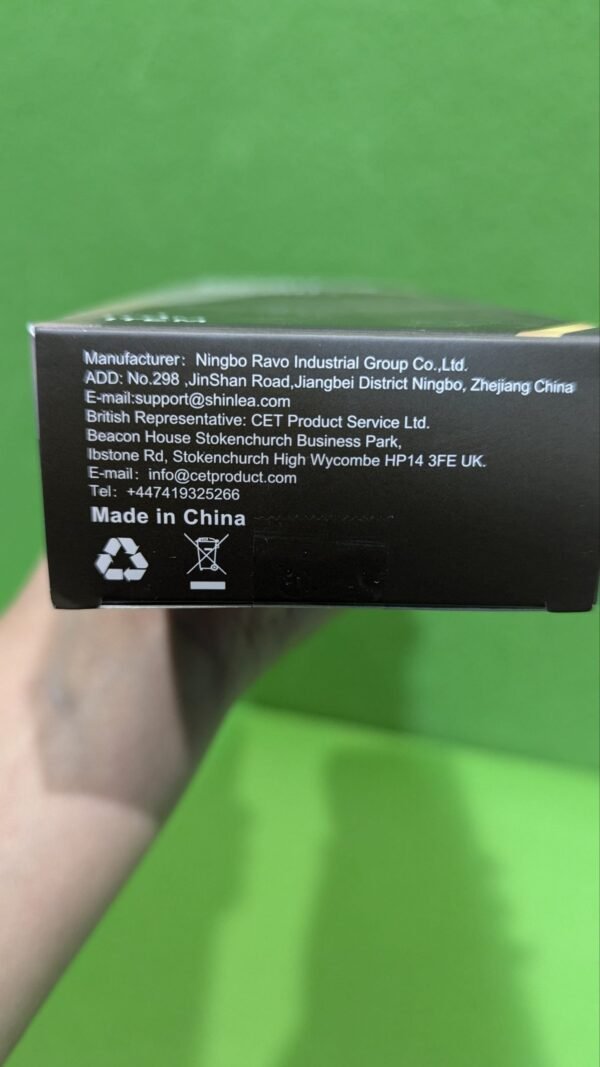 Manufacturer: Ningbo Ravo Industrial Group Co.,Ltd.
ADD: No.298 ,JinShan Road,Jiangbei District Ningbo, Zhejiang China
E-mail:support@shinlea.com
British Representative: CET Product Service Ltd.
Beacon House Stokenchurch Business Park,
Ibstone Rd, Stokenchurch High Wycombe HP14 3FE UK.
E-mail: info@cetproduct.com
Tel: +447419325266
Made in China